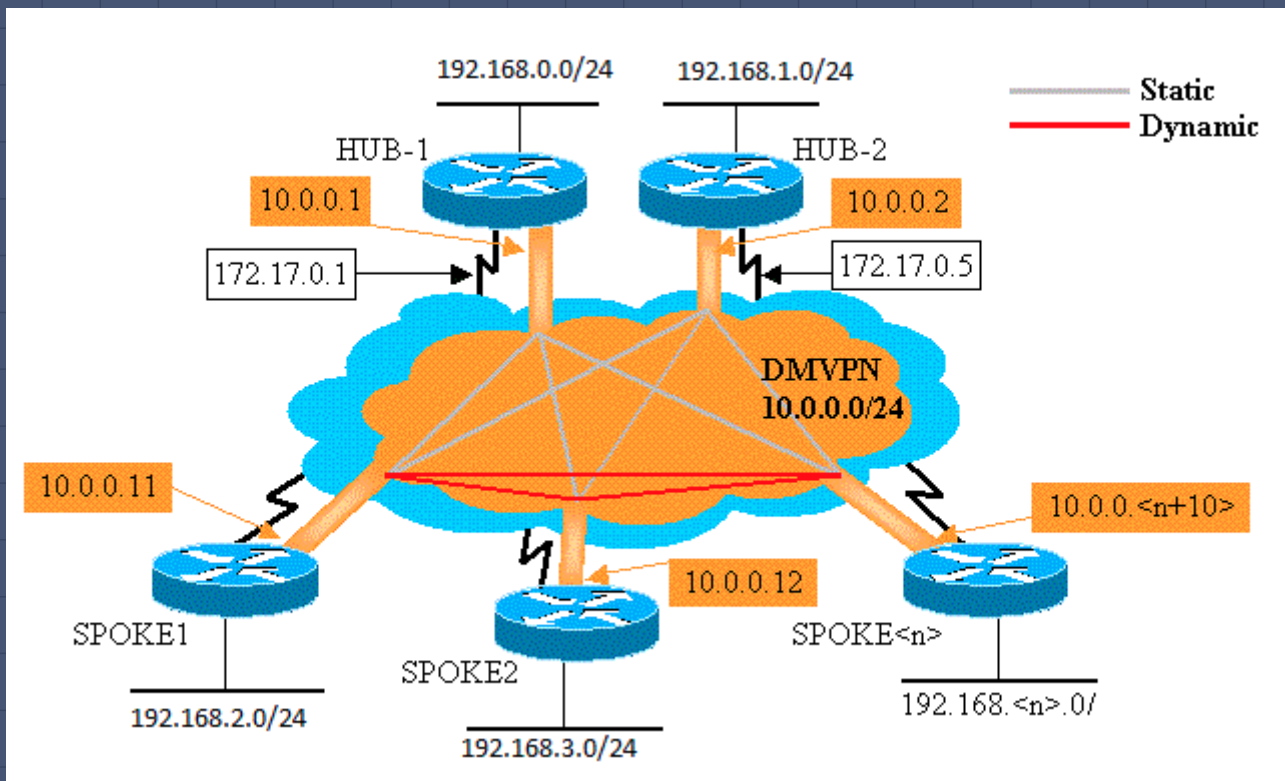 192.168.0.0/24
192.168.1.0/24
Static
Dynamic
HUB-1
HUB-2
10.0.0.1
10.0.0.2
172.17.0.1
172.17.0.5
DMVPN
10.0.0.0/24
10.0.0.11
10.0.0.<n+10>
10.0.0.12
SPOKE1
SPOKE2
SPOKE<n>
192.168.2.0/24
192.168.3.0/24
192.168.<n>.0/